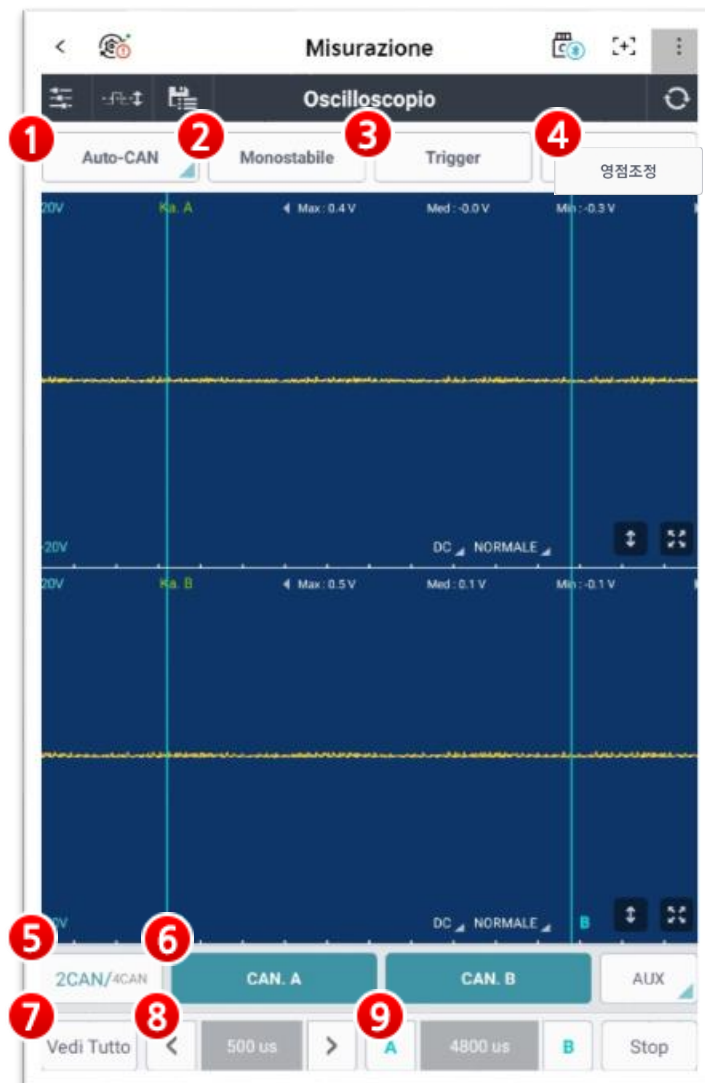 Misurazione
Oscilloscopio
1 2 3 4
Auto-CAN Monostabile Trigger 영점조정
20V Ka. A Max : 0.4 V Med : -0.0 V Min : -0.3 V
-20V DC NORMALE
20V Ka. B Max : 0.5 V Med : 0.1 V Min : -0.1 V
DC NORMALE B
5 6
2CAN/4CAN CAN. A CAN. B AUX
7 8 9
Vedi Tutto < 500 us > A 4800 us B Stop